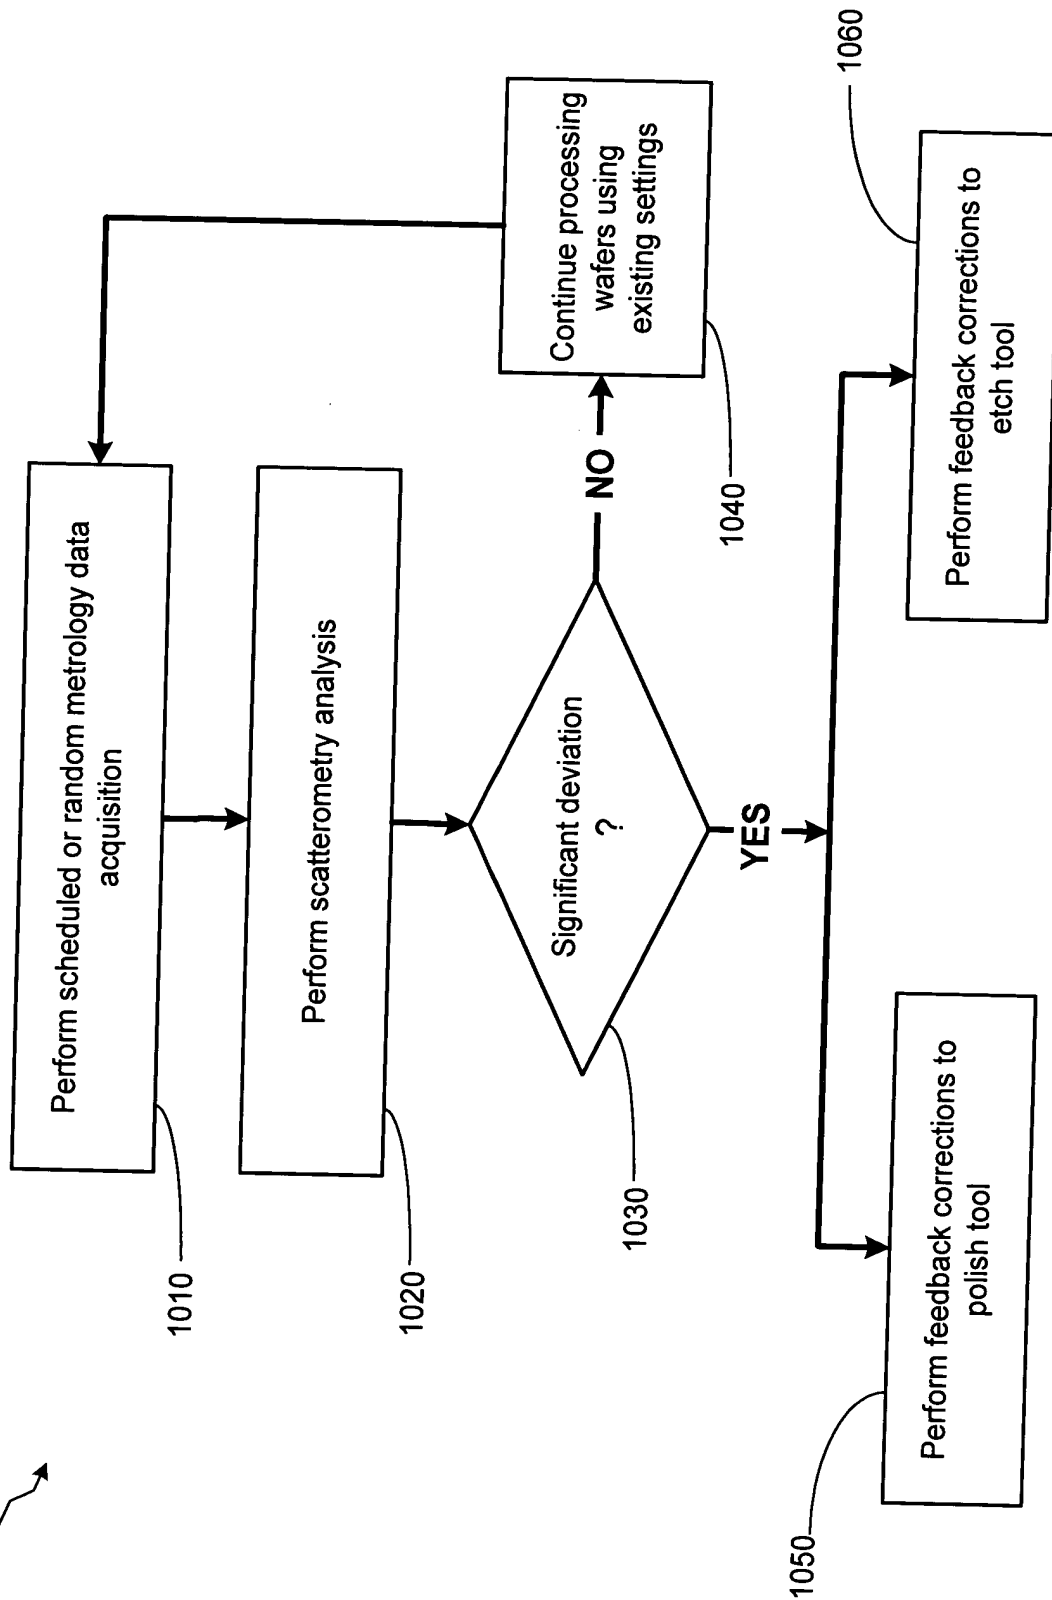 Perform scheduled or random metrology data
acquisition
1010
Perform scatterometry analysis
1020
Significant deviation
?
1030
NO
Continue processing
wafers using
existing settings
1040
YES
Perform feedback corrections to
polish tool
1050
Perform feedback corrections to
etch tool
1060